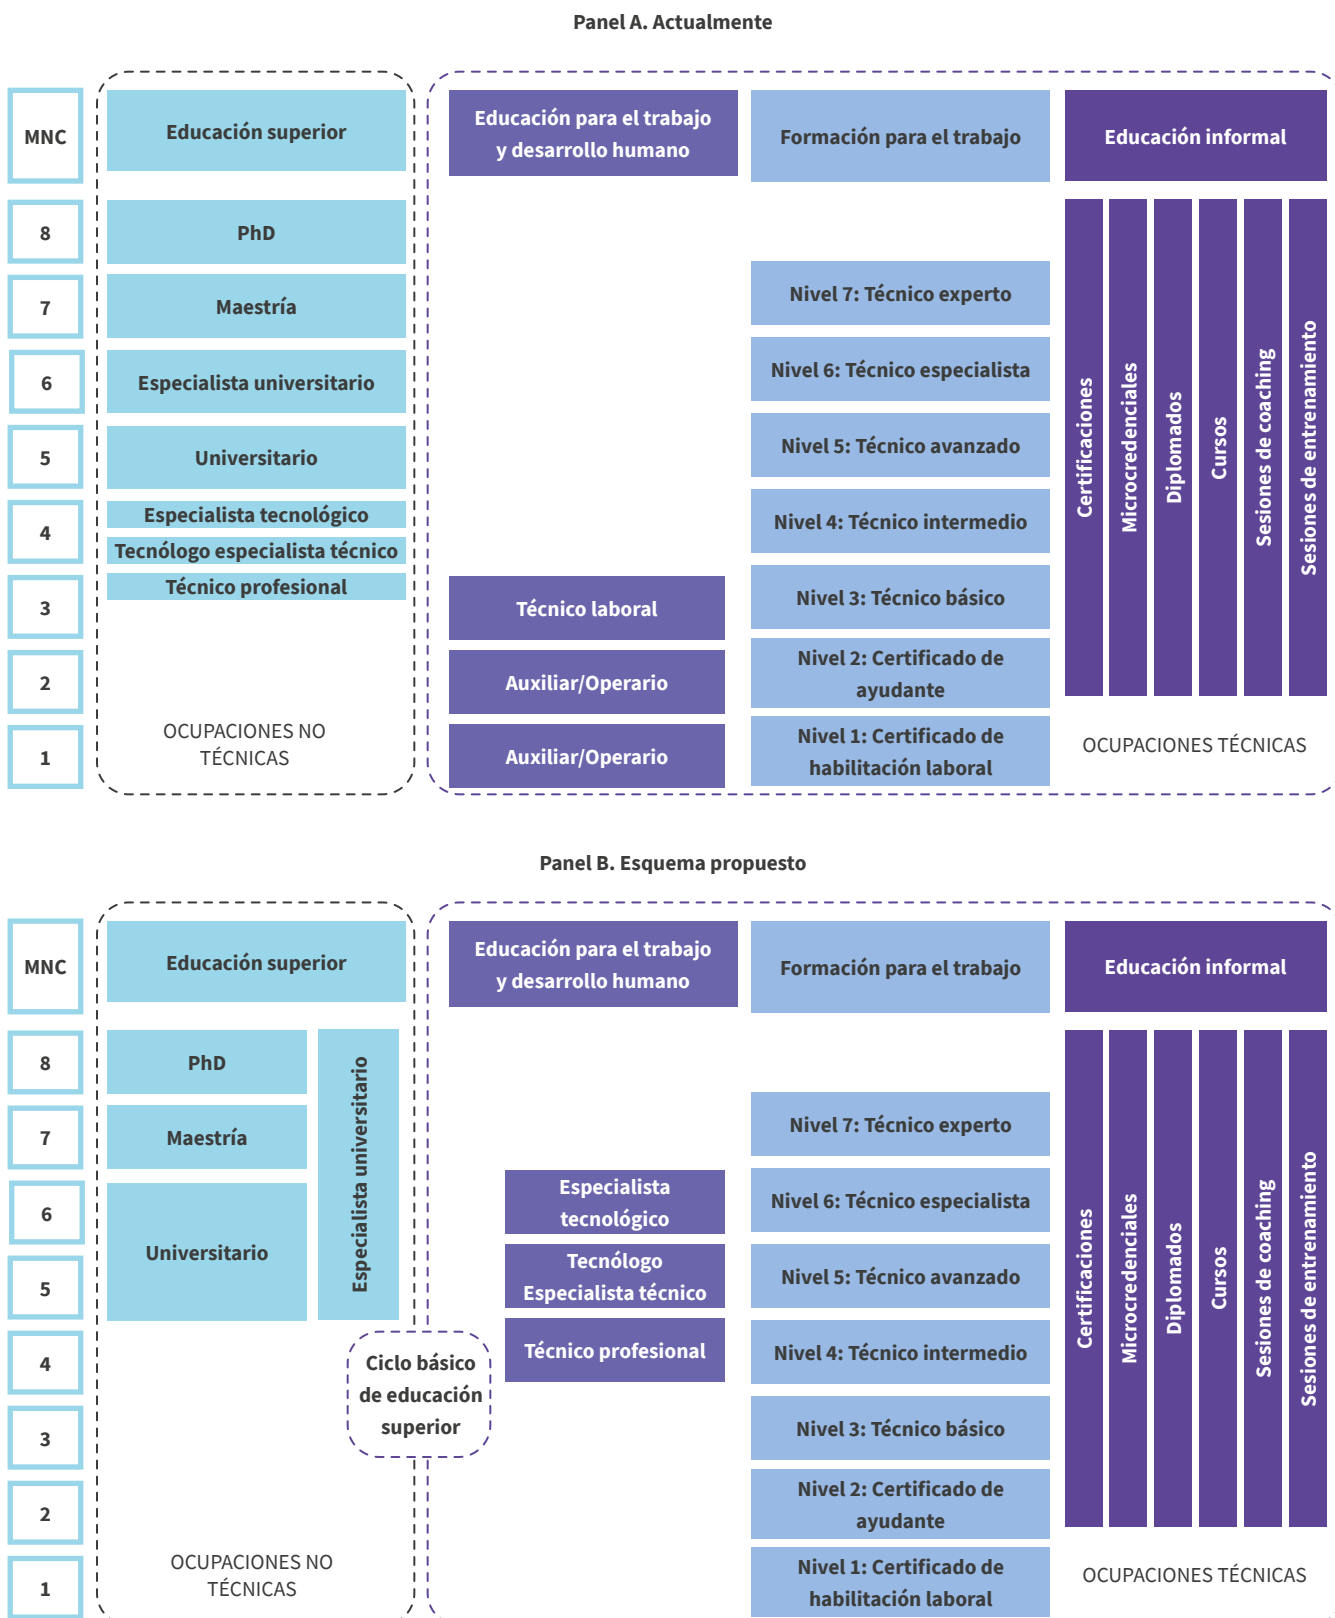 Panel A. Actualmente
MNC
Educación superior
Educación para el trabajo
y desarrollo humano
Formación para el trabajo
Educación informal
8
PhD
7
Maestría
6
Especialista universitario
5
Universitario
4
Especialista tecnológico
Tecnólogo especialista técnico
Técnico profesional
3
2
1
OCUPACIONES NO
TÉCNICAS
Técnico laboral
Auxiliar/Operario
Auxiliar/Operario
Nivel 7: Técnico experto
Nivel 6: Técnico especialista
Nivel 5: Técnico avanzado
Nivel 4: Técnico intermedio
Nivel 3: Técnico básico
Nivel 2: Certificado de
ayudante
Nivel 1: Certificado de
habilitación laboral
Certificaciones
Microcredenciales
Diplomados
Cursos
Sesiones de coaching
Sesiones de entrenamiento
OCUPACIONES TÉCNICAS
Panel B. Esquema propuesto
MNC
Educación superior
Educación para el trabajo
y desarrollo humano
Formación para el trabajo
Educación informal
8
PhD
7
Maestría
6
5
Universitario
Especialista universitario
4
3
2
1
Ciclo básico
de educación
superior
OCUPACIONES NO
TÉCNICAS
Especialista
tecnológico
Tecnólogo
Especialista técnico
Técnico profesional
Nivel 7: Técnico experto
Nivel 6: Técnico especialista
Nivel 5: Técnico avanzado
Nivel 4: Técnico intermedio
Nivel 3: Técnico básico
Nivel 2: Certificado de
ayudante
Nivel 1: Certificado de
habilitación laboral
Certificaciones
Microcredenciales
Diplomados
Cursos
Sesiones de coaching
Sesiones de entrenamiento
OCUPACIONES TÉCNICAS